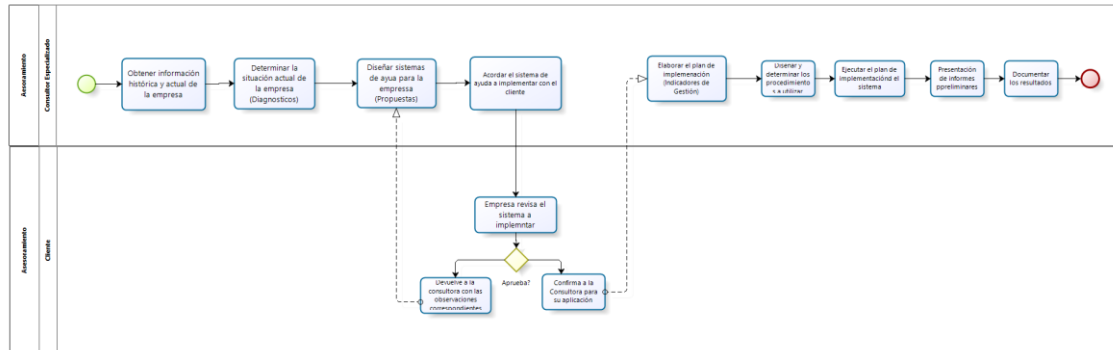 Asesoramiento
Consultor Especializado
Obtener información
histórica y actual de
la empresa
Determinar la
situación actual de
la empresa
(Diagnosticos)
Diseñar sistemas
de ayua para la
empressa
(Propuestas)
Acordar el sistema de
ayuda a implementar con el
cliente
Elaborar el plan de
implemenación
(Indicadores de
Gestión)
Disenar y
determinar los
procedimiento
s a utilizar
Ejecutar el plan de
implementaciónd el
sistema
Presentación
de informes
ppreliminares
Documentar
los resultados
Asesoramiento
Cliente
Empresa revisa el
sistema a
implemntar
Aprueba?
Devuelve a la
consultora con las
observaciones
correspondientes
Confirma a la
Consultora para
su aplicación